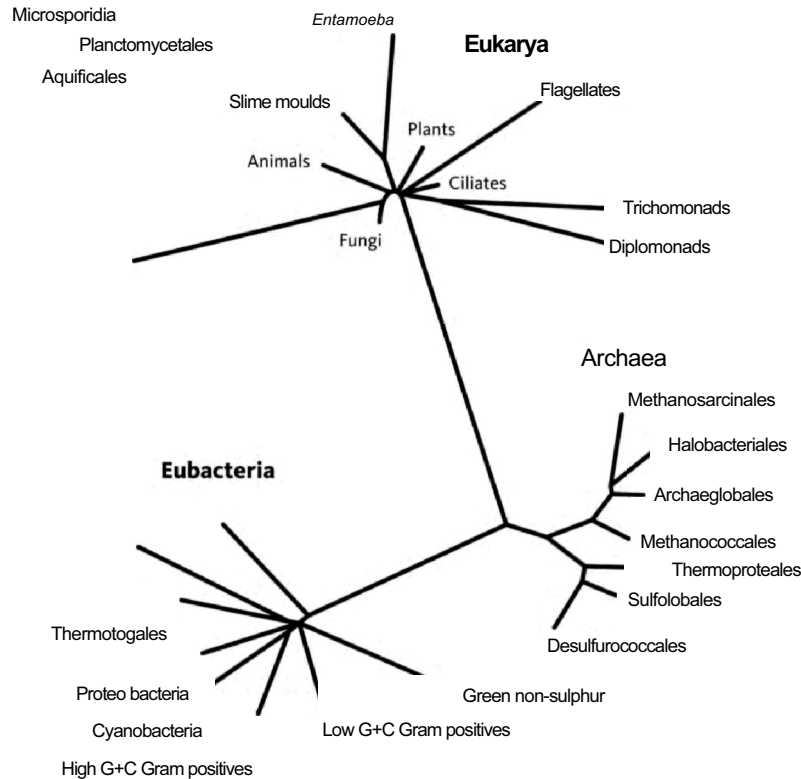 Microsporidia
Entamoeba
Planctomycetales
Eukarya
Aquificales
Flagellates
Slime moulds
Plants
Animals
Ciliates
Trichomonads
Fungi
Diplomonads
Archaea
Methanosarcinales
Halobacteriales
Eubacteria
Archaeglobales
Methanococcales
Thermoproteales
Sulfolobales
Thermotogales
Desulfurococcales
Proteo bacteria
Green non-sulphur
Cyanobacteria
Low G+C Gram positives
High G+C Gram positives